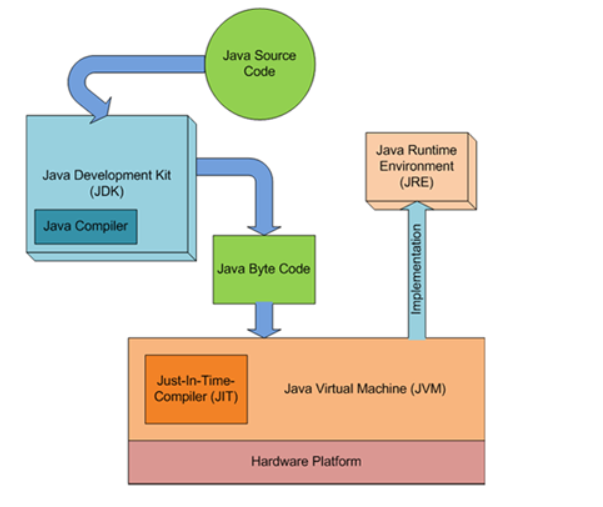 Java Source
Code
Java Development Kit
(JDK)
Java Compiler
Java Runtime
Environment
(JRE)
Implementation
Java Byte Code
Just-In-Time-
Compiler (JIT)
Java Virtual Machine (JVM)
Hardware Platform